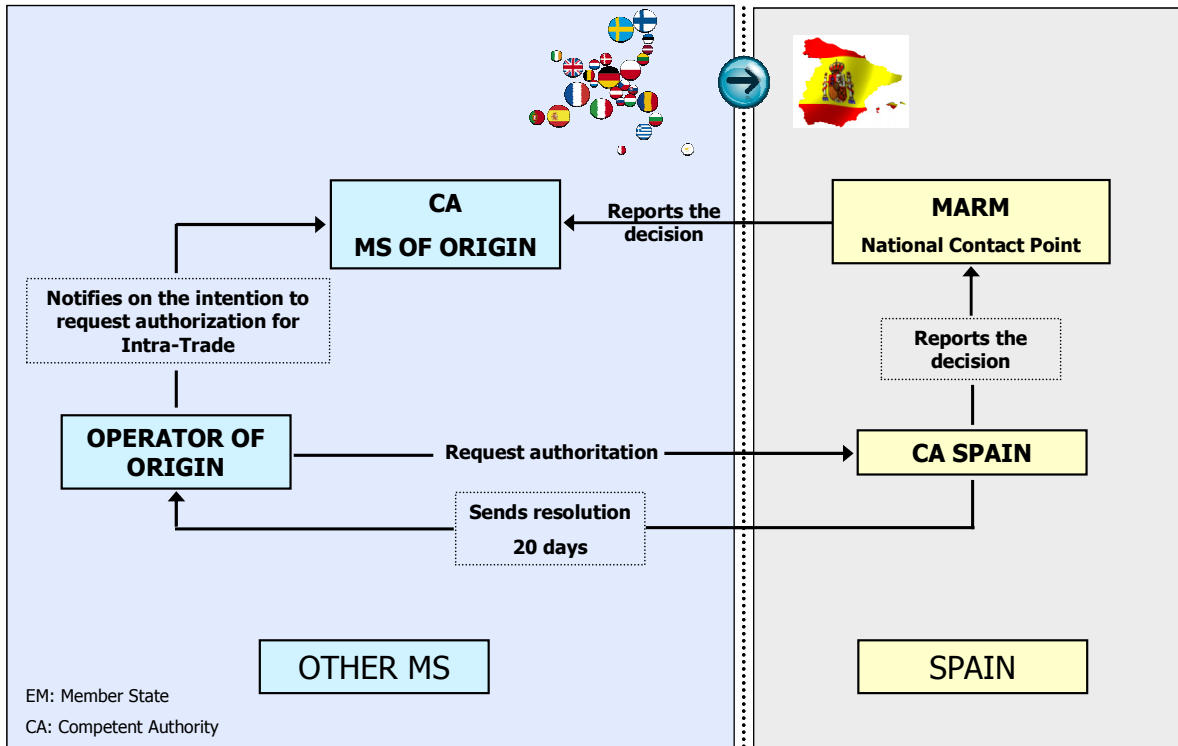 CA
MS OF ORIGIN
Reports the
decision
MARM
National Contact Point
Notifies on the intention to
request authorization for
Intra-Trade
Reports the
decision
OPERATOR OF
ORIGIN
Request authoritation
CA SPAIN
Sends resolution
20 days
OTHER MS
SPAIN
EM: Member State
CA: Competent Authority